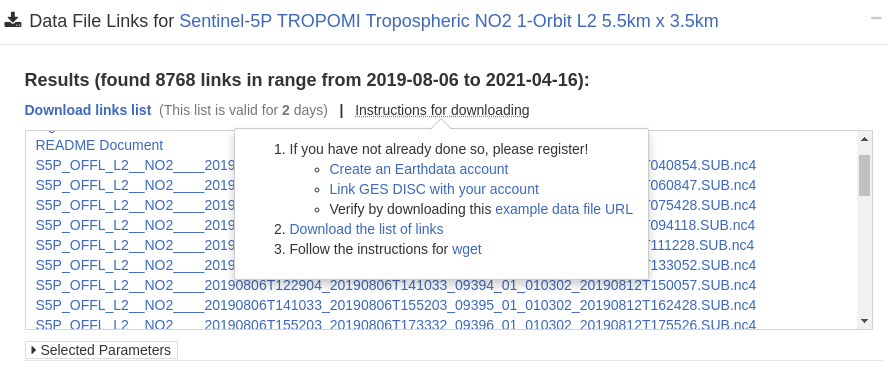 Data File Links for Sentinel-5P TROPOMI Tropospheric NO2 1-Orbit L2 5.5km x 3.5km
Results (found 8768 links in range from 2019-08-06 to 2021-04-16):
Download links list (This list is valid for 2 days) | Instructions for downloading
README Document
S5P_OFFL_L2__NO2____2019 T040854.SUB.nc4
S5P_OFFL_L2__NO2____2019 T060847.SUB.nc4
S5P_OFFL_L2__NO2____2019 T075428.SUB.nc4
S5P_OFFL_L2__NO2____2019 T094118.SUB.nc4
S5P_OFFL_L2__NO2____2019 T111228.SUB.nc4
S5P_OFFL_L2__NO2____2019 T133052.SUB.nc4
S5P_OFFL_L2__NO2____20190806T122904_20190806T141033_09394_01_010302_20190812T150057.SUB.nc4
S5P_OFFL_L2__NO2____20190806T141033_20190806T155203_09395_01_010302_20190812T162428.SUB.nc4
S5P_OFFL_L2__NO2____20190806T155203_20190806T173332_09396_01_010302_20190812T175526.SUB.nc4
1. If you have not already done so, please register!
Create an Earthdata account
Link GES DISC with your account
Verify by downloading this example data file URL
2. Download the list of links
3. Follow the instructions for wget
Selected Parameters